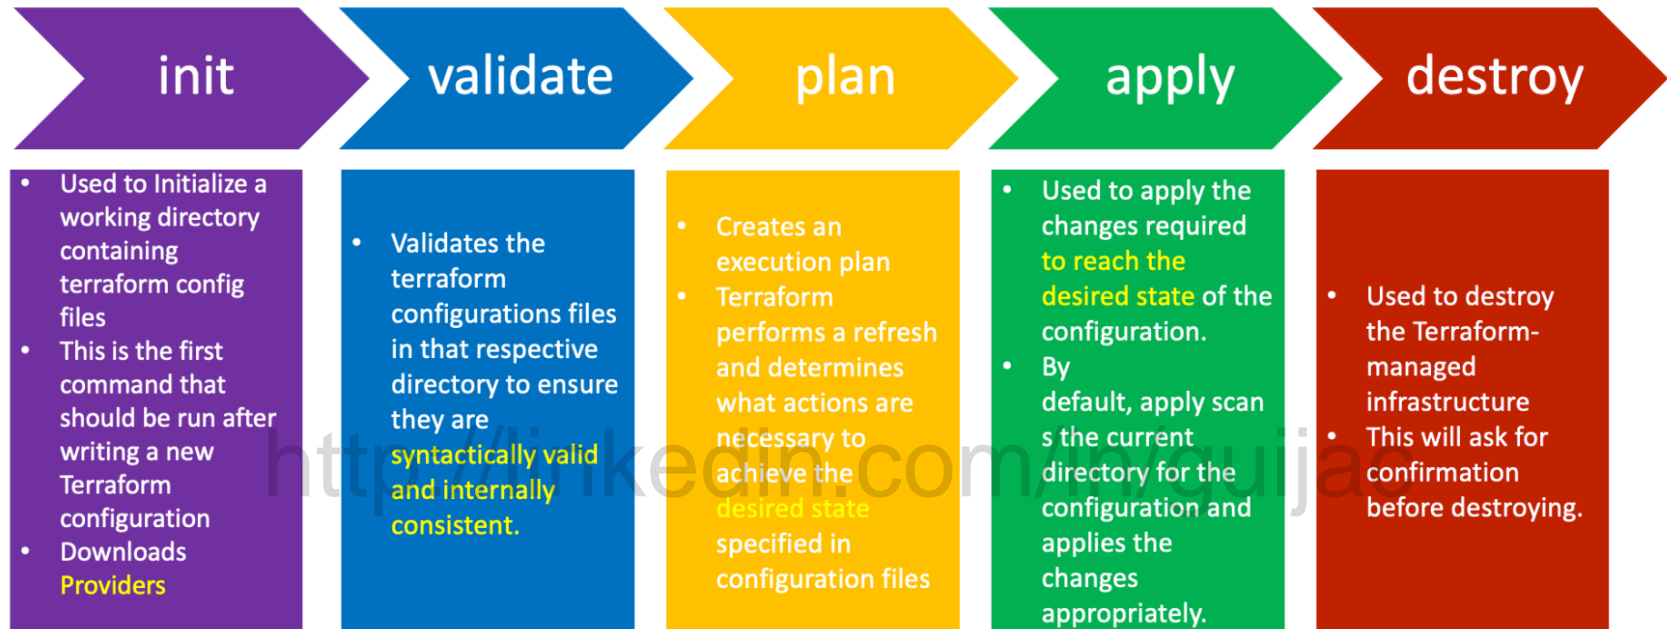 init
validate
plan
apply
destroy
• Used to Initialize a
working directory
containing
terraform config
files
• This is the first
command that
should be run after
writing a new
Terraform
configuration
• Downloads
Providers
• Validates the
terraform
configurations files
in that respective
directory to ensure
they are
syntactically valid
and internally
consistent.
• Creates an
execution plan
• Terraform
performs a refresh
and determines
what actions are
necessary to
achieve the
desired state
specified in
configuration files
• Used to apply the
changes required
to reach the
desired state of the
configuration.
• By
default, apply scan
s the current
directory for the
configuration and
applies the
changes
appropriately.
• Used to destroy
the Terraform-
managed
infrastructure
• This will ask for
confirmation
before destroying.
http://linkedin.com/in/guijac